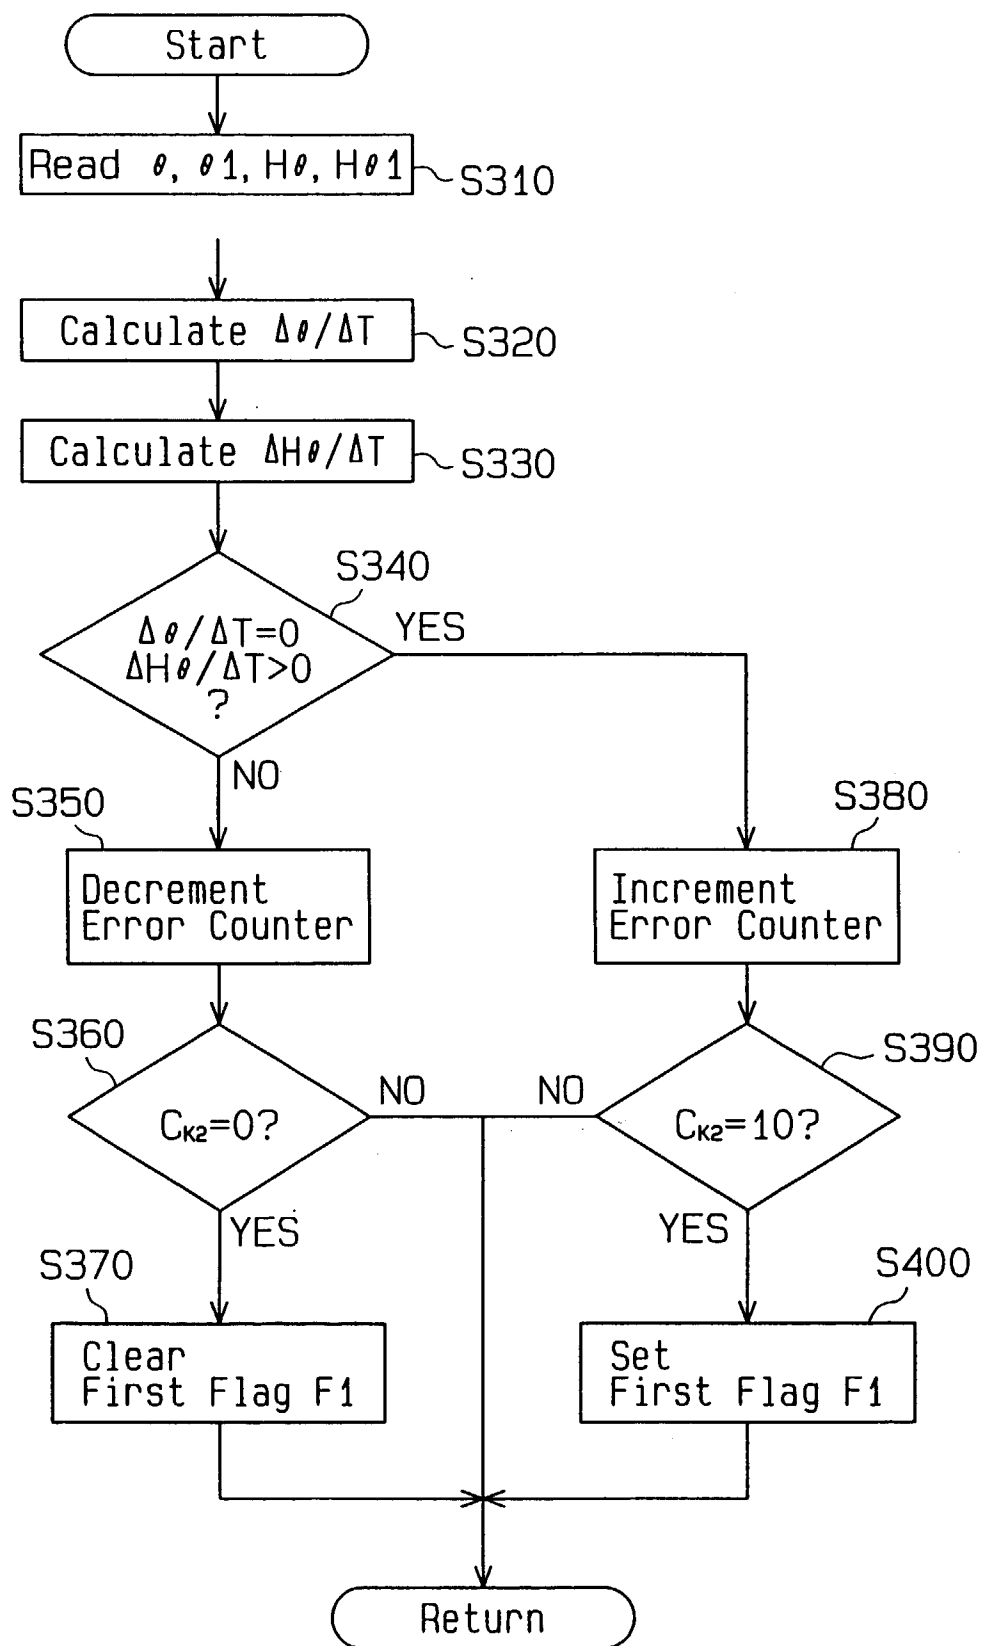 Start
Read θ, θ1, Hθ, Hθ1
S310
Calculate Δθ/ΔT
S320
Calculate ΔHθ/ΔT
S330
S340
Δθ/ΔT=0
ΔHθ/ΔT>0
?
YES
NO
S350
Decrement
Error Counter
S380
Increment
Error Counter
S360
CK2=0?
NO
YES
S390
CK2=10?
NO
YES
S370
Clear
First Flag F1
S400
Set
First Flag F1
Return